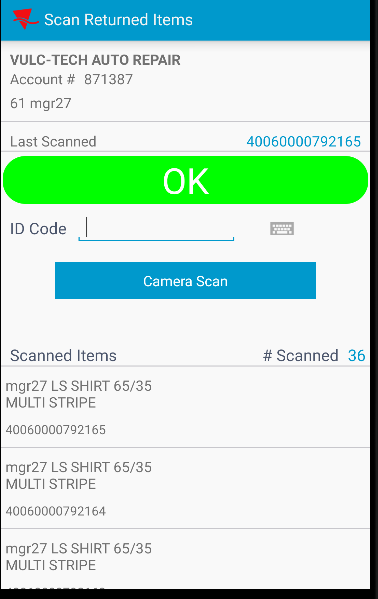 Scan Returned Items
VULC-TECH AUTO REPAIR
Account # 871387
61 mgr27
Last Scanned 40060000792165
OK
ID Code
Camera Scan
Scanned Items # Scanned 36
mgr27 LS SHIRT 65/35
MULTI STRIPE
40060000792165
mgr27 LS SHIRT 65/35
MULTI STRIPE
40060000792164
mgr27 LS SHIRT 65/35
MULTI STRIPE